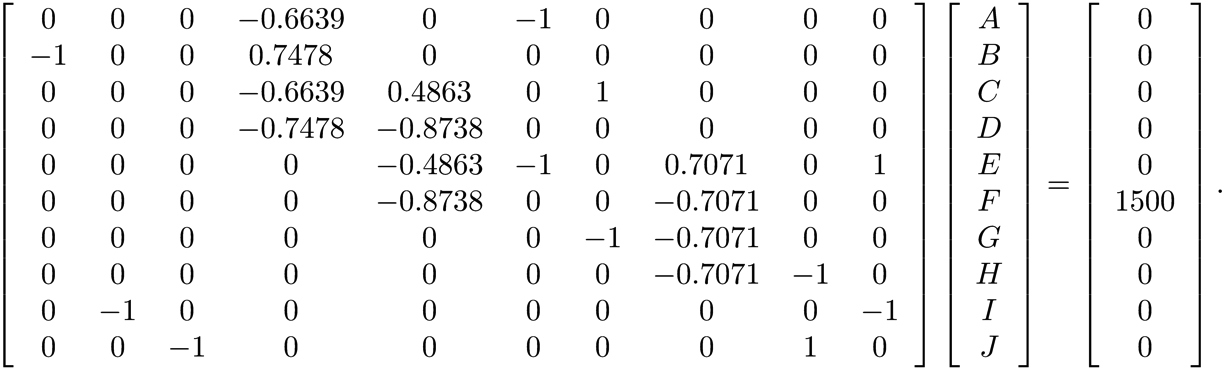 0 0 0 −0.6639 0 −1 0 0 0 0 A 0
−1 0 0 0.7478 0 0 0 0 0 0 B 0
0 0 0 −0.6639 0.4863 0 1 0 0 0 C 0
0 0 0 −0.7478 −0.8738 0 0 0 0 0 D 0
0 0 0 0 −0.4863 −1 0 0.7071 0 1 E = 0
0 0 0 0 −0.8738 0 0 −0.7071 0 0 F 1500 .
0 0 0 0 0 0 −1 −0.7071 0 0 G 0
0 0 0 0 0 0 0 −0.7071 −1 0 H 0
0 −1 0 0 0 0 0 0 0 −1 I 0
0 0 −1 0 0 0 0 0 1 0 J 0